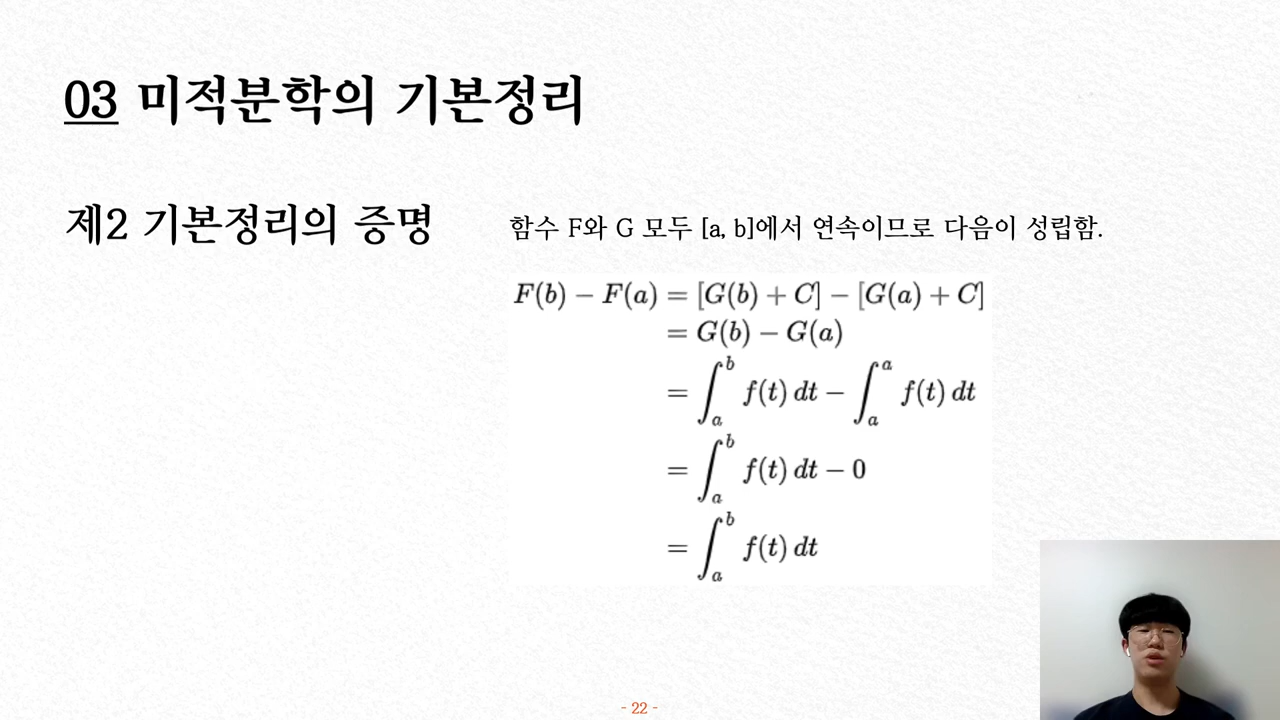 03 미적분학의 기본정리
제2 기본정리의 증명
함수 F와 G 모두 [a, b]에서 연속이므로 다음이 성립함.
F(b) − F(a) = [G(b) + C] − [G(a) + C]
= G(b) − G(a)
= ∫_a^b f(t) dt − ∫_a^a f(t) dt
= ∫_a^b f(t) dt − 0
= ∫_a^b f(t) dt
- 22 -